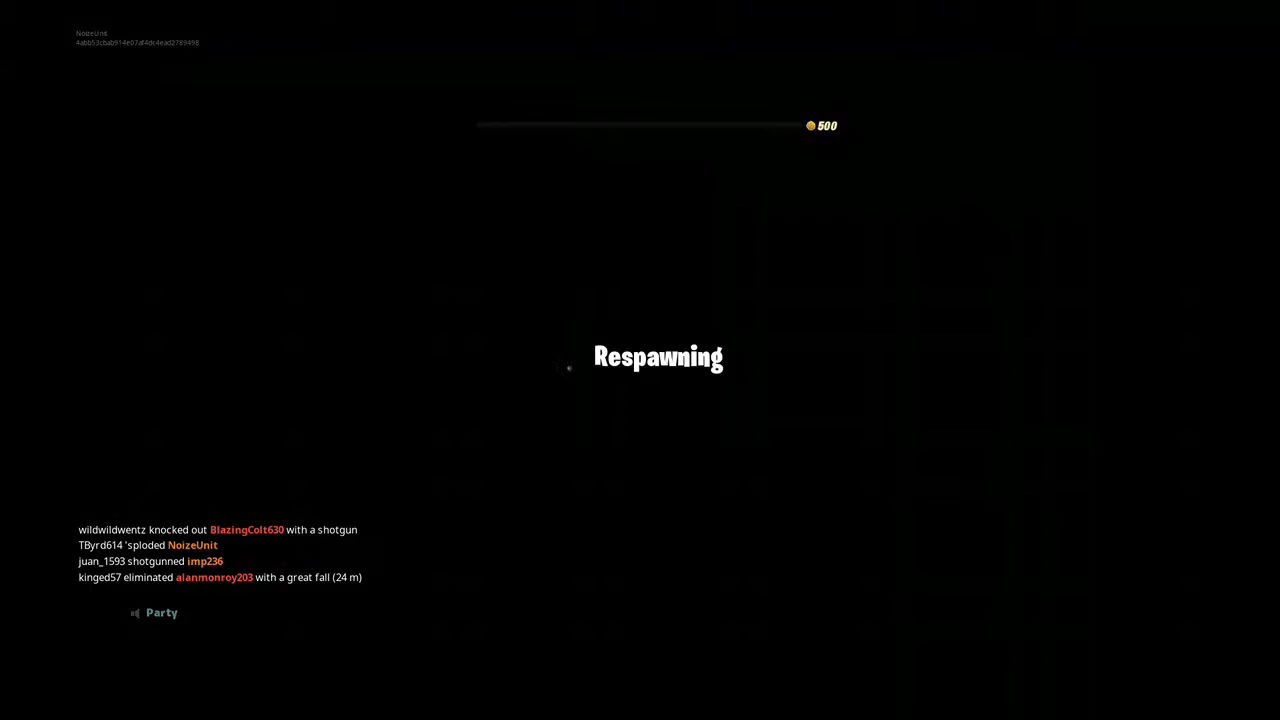 NoizeUnit
500
Respawning
wildwildwentz knocked out BlazingColt630 with a shotgun
TByrd614 'sploded NoizeUnit
juan_1593 shotgunned imp236
kinged57 eliminated alanmonroy203 with a great fall (24 m)
Party